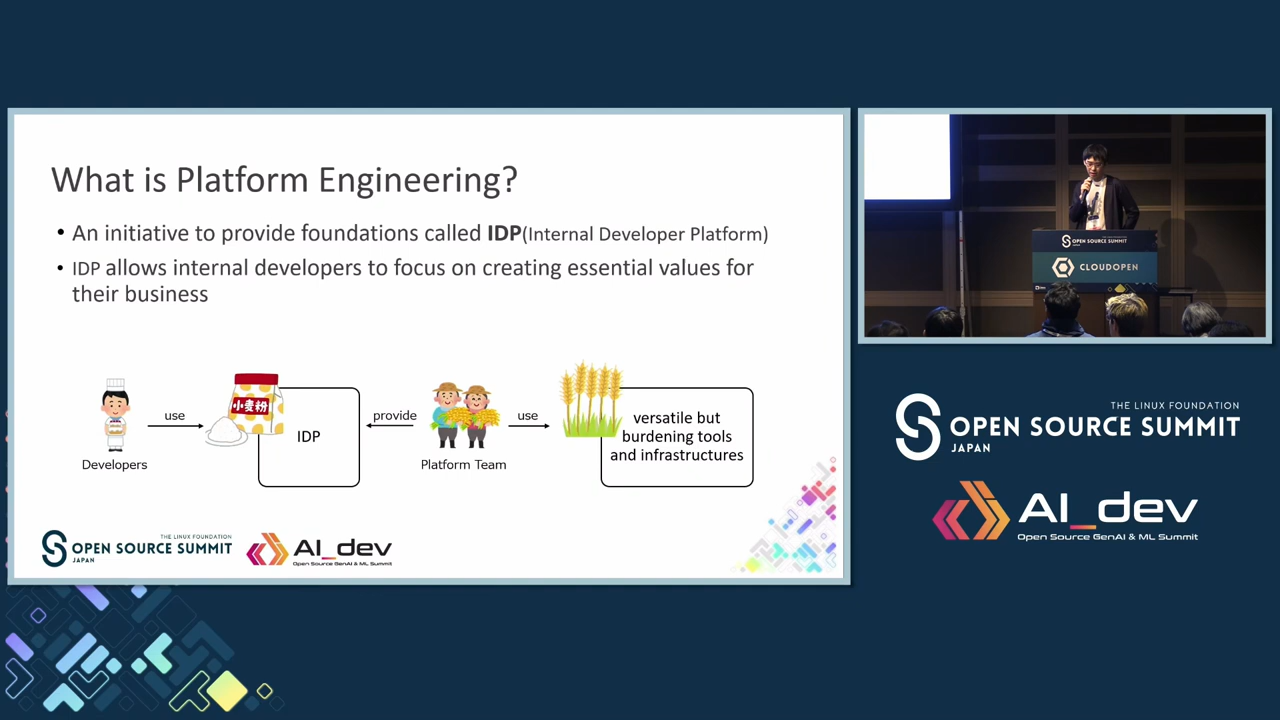 What is Platform Engineering?
• An initiative to provide foundations called IDP(Internal Developer Platform)
• IDP allows internal developers to focus on creating essential values for
their business
use
小麦粉
IDP
provide
use
versatile but
burdening tools
and infrastructures
Developers
Platform Team
THE LINUX FOUNDATION
OPEN SOURCE SUMMIT
JAPAN
AI_dev
Open Source GenAI & ML Summit
OPEN SOURCE SUMMIT
CLOUDOPEN
THE LINUX FOUNDATION
OPEN SOURCE SUMMIT
JAPAN
AI_dev
Open Source GenAI & ML Summit